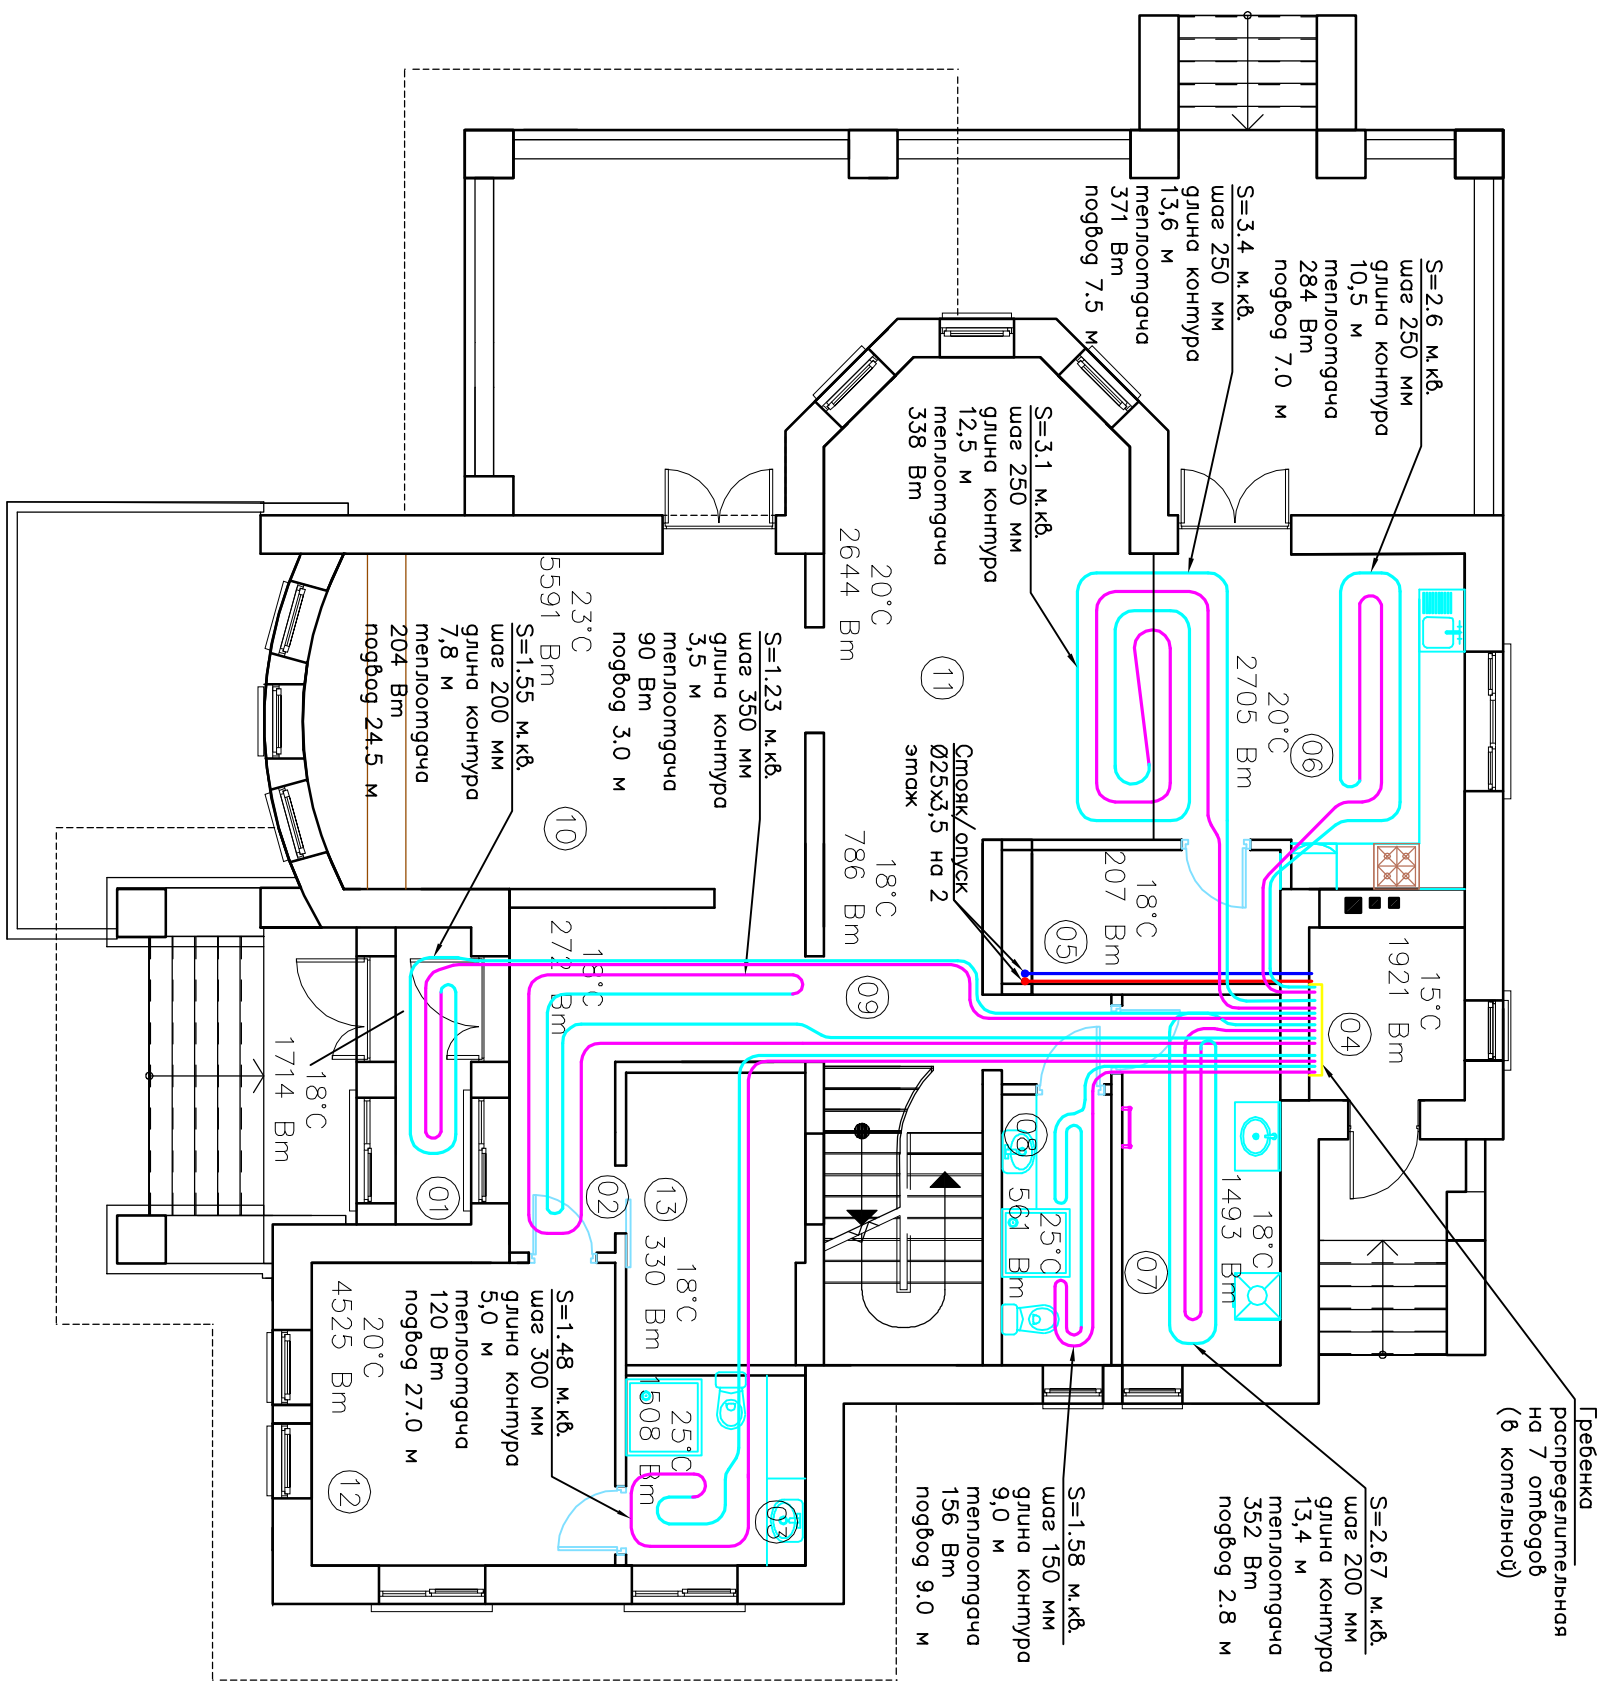 Гребенка
распределительная
на 7 отводов
(в котельной)
S=2.6 м.кв.
шаг 250 мм
длина контура
10,5 м
теплоотдача
284 Вт
подвод 7.0 м
S=3.4 м.кв.
шаг 250 мм
длина контура
13,6 м
теплоотдача
371 Вт
подвод 7.5 м
S=3.1 м.кв.
шаг 250 мм
длина контура
12,5 м
теплоотдача
338 Вт
S=2.67 м.кв.
шаг 200 мм
длина контура
13,4 м
теплоотдача
352 Вт
подвод 2.8 м
S=1.58 м.кв.
шаг 150 мм
длина контура
9,0 м
теплоотдача
156 Вт
подвод 9.0 м
Стояк/опуск
Ø25х3,5 на 2
этаж
S=1.23 м.кв.
шаг 350 мм
длина контура
3,5 м
теплоотдача
90 Вт
подвод 3.0 м
S=1.55 м.кв.
шаг 200 мм
длина контура
7,8 м
теплоотдача
204 Вт
подвод 24.5 м
S=1.48 м.кв.
шаг 300 мм
длина контура
5,0 м
теплоотдача
120 Вт
подвод 27.0 м
15°C
1921 Вт
04
06
20°C
2705 Вт
18°C
1493 Вт
07
18°C
207 Вт
05
25°C
561 Вт
08
11
20°C
2644 Вт
18°C
786 Вт
09
03
25°C
1508 Вт
18°C
330 Вт
13
02
18°C
272 Вт
23°C
5591 Вт
10
01
18°C
1714 Вт
20°C
4525 Вт
12